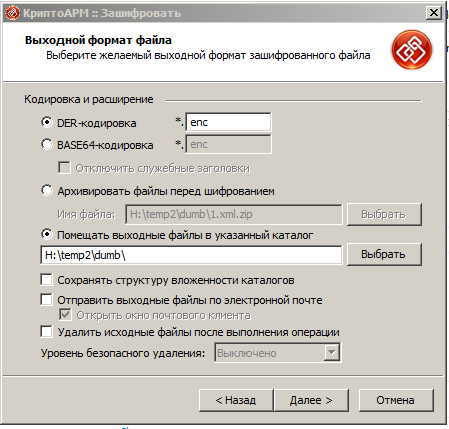 КриптоАРМ :: Зашифровать
Выходной формат файла
Выберите желаемый выходной формат зашифрованного файла
Кодировка и расширение
DER-кодировка *. enc
BASE64-кодировка *. enc
Отключить служебные заголовки
Архивировать файлы перед шифрованием
Имя файла: H:\temp2\dumb\1.xml.zip Выбрать
Помещать выходные файлы в указанный каталог
H:\temp2\dumb\ Выбрать
Сохранять структуру вложенности каталогов
Отправить выходные файлы по электронной почте
Открыть окно почтового клиента
Удалить исходные файлы после выполнения операции
Уровень безопасного удаления: Выключено
< Назад Далее > Отмена